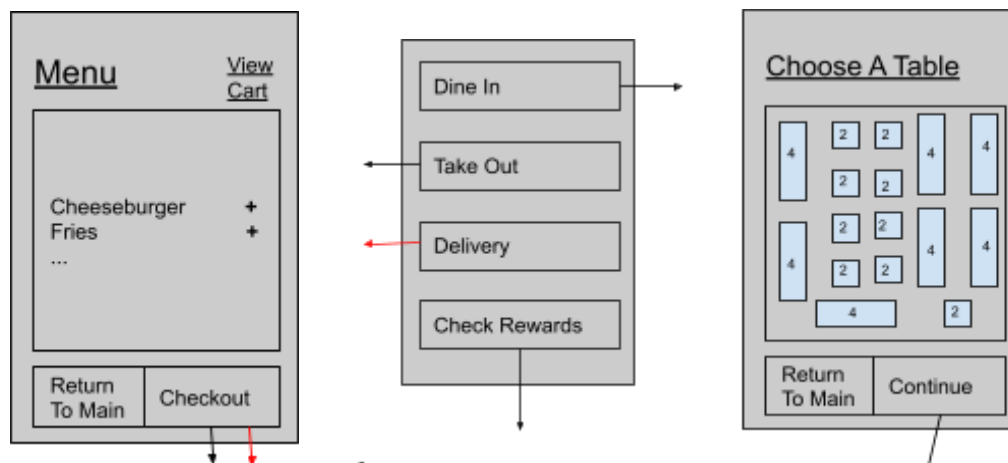 Menu
View
Cart
Cheeseburger +
Fries +
...
Return
To Main
Checkout
Dine In
Take Out
Delivery
Check Rewards
Choose A Table
4 2 2 4 4
2 2
4 2 2 4 4
2 2
4 2
Return
To Main
Continue